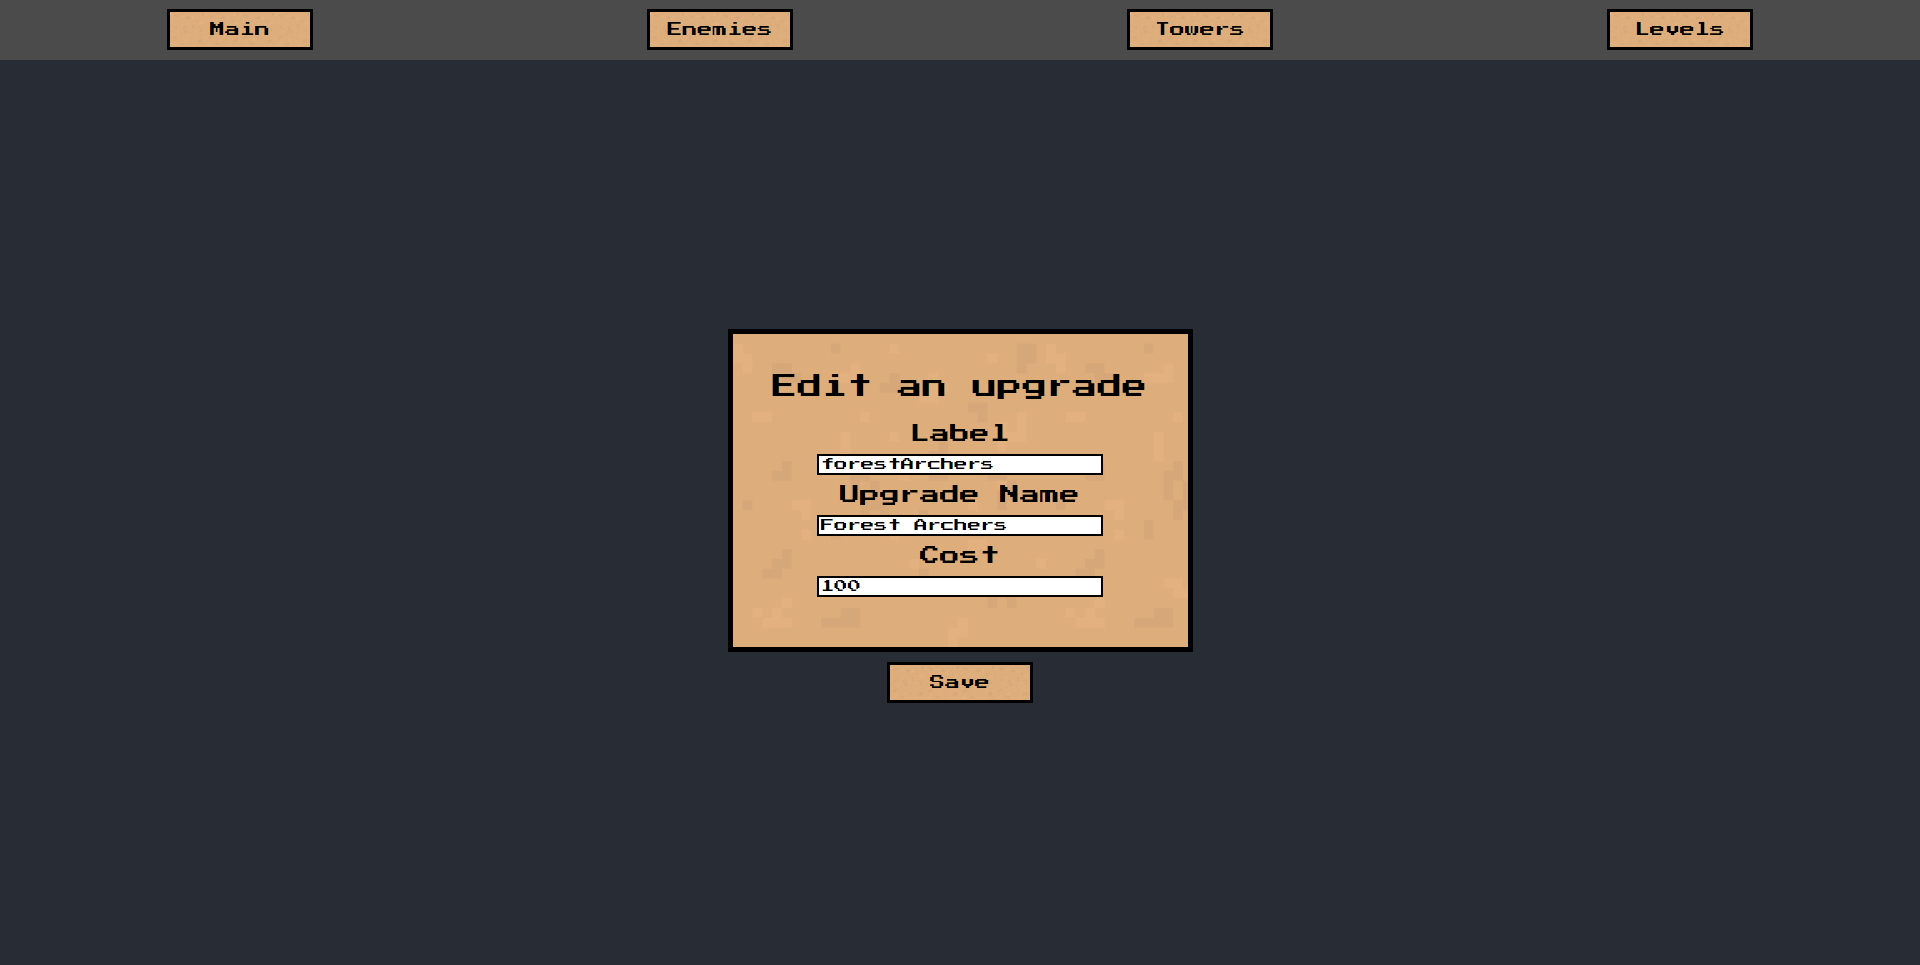 Main
Enemies
Towers
Levels
Edit an upgrade
Label
forestArchers
Upgrade Name
Forest Archers
Cost
100
Save